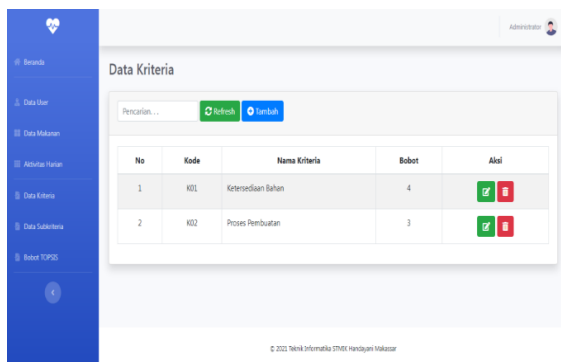 Administrator
Beranda
Data User
Data Makanan
Aktivitas Harian
Data Kriteria
Data Subkriteria
Bobot TOPSIS
Data Kriteria
Pencarian...
Refresh
Tambah
No Kode Nama Kriteria Bobot Aksi
1 K01 Ketersediaan Bahan 4
2 K02 Proses Pembuatan 3
© 2021 Teknik Informatika STMIK Handayani Makassar